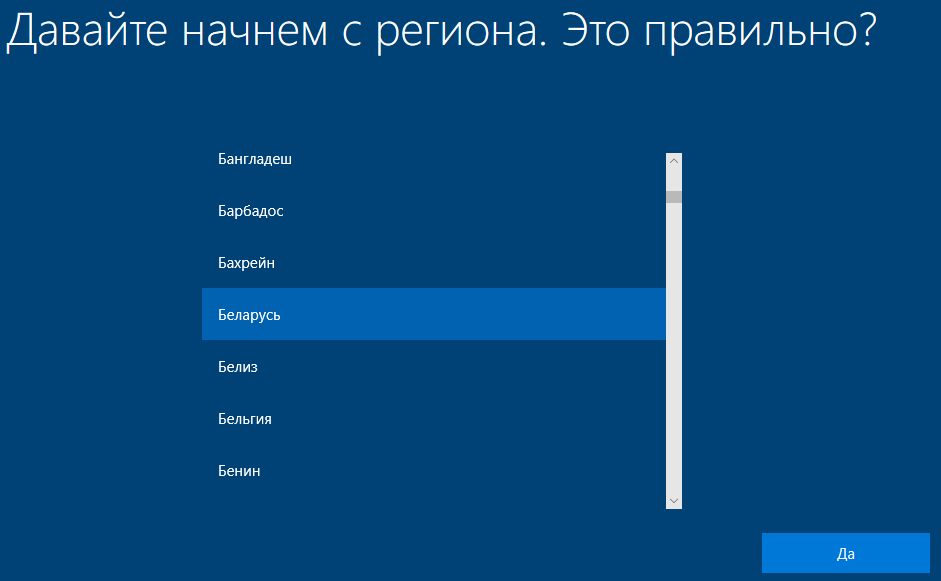 Давайте начнем с региона. Это правильно?
Бангладеш
Барбадос
Бахрейн
Беларусь
Белиз
Бельгия
Бенин
Да